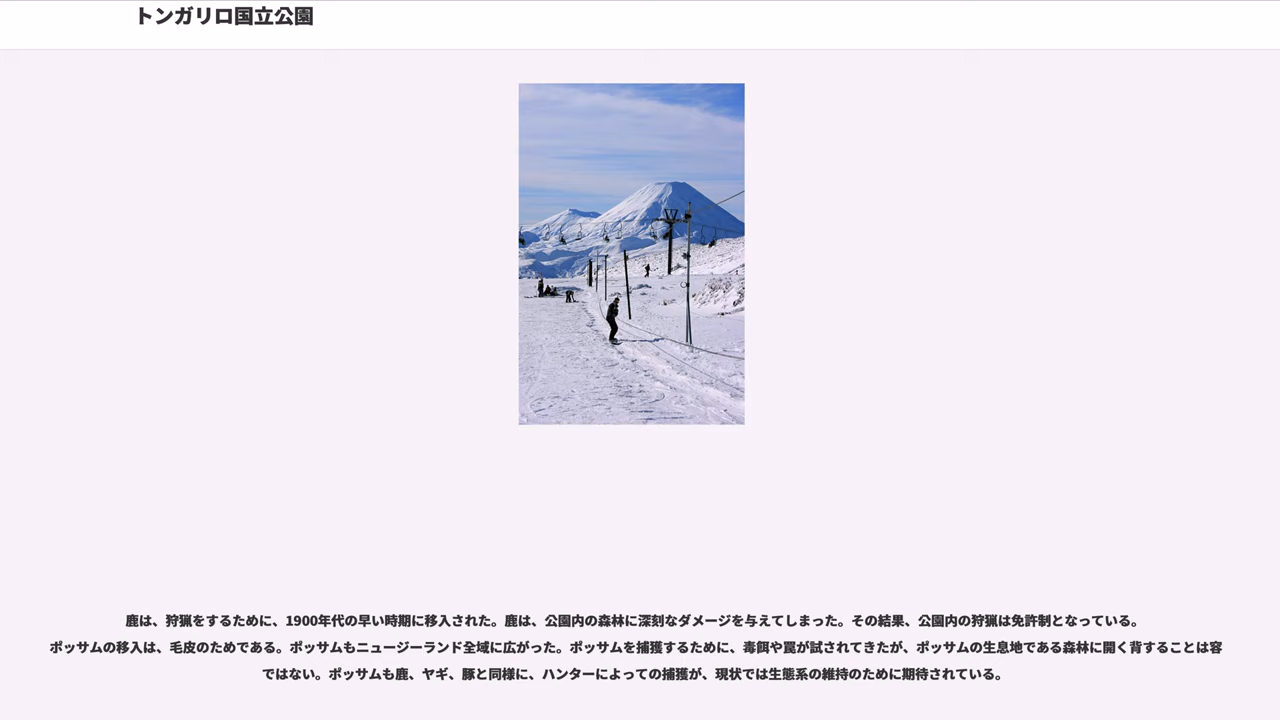 トンガリロ国立公園
鹿は、狩猟をするために、1900年代の早い時期に移入された。鹿は、公園内の森林に深刻なダメージを与えてしまった。その結果、公園内の狩猟は免許制となっている。
ポッサムの移入は、毛皮のためである。ポッサムもニュージーランド全域に広がった。ポッサムを捕獲するために、毒餌や罠が試されてきたが、ポッサムの生息地である森林に開く背することは容
ではない。ポッサムも鹿、ヤギ、豚と同様に、ハンターによっての捕獲が、現状では生態系の維持のために期待されている。